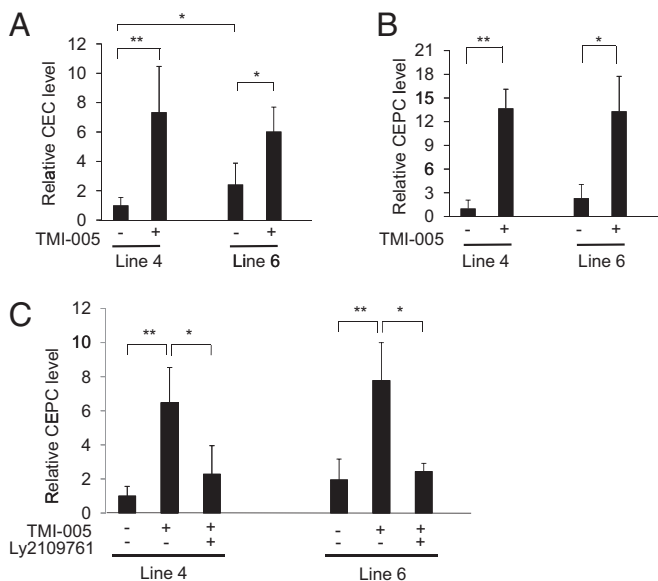 A
Relative CEC level
12
10
8
6
4
2
0
** * *
TMI-005 - + - +
Line 4 Line 6
B
Relative CEPC level
21
18
15
12
9
6
3
0
** *
TMI-005 - + - +
Line 4 Line 6
C
Relative CEPC level
12
10
8
6
4
2
0
** * ** *
TMI-005 - + + - + +
Ly2109761 - - + - - +
Line 4 Line 6